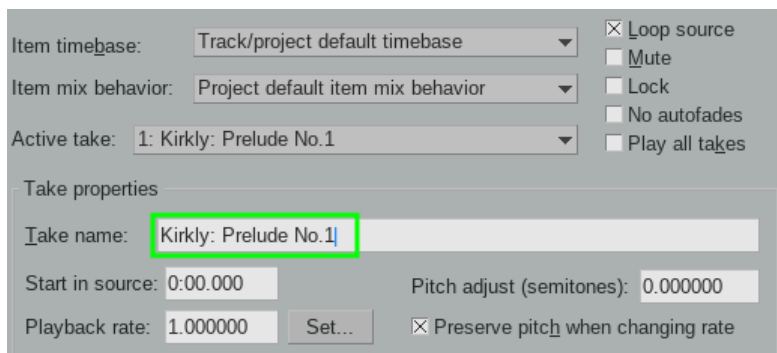 Item timebase: Track/project default timebase
Loop source
Mute
Item mix behavior: Project default item mix behavior
Lock
No autofades
Active take: 1: Kirkly: Prelude No.1
Play all takes
Take properties
Take name: Kirkly: Prelude No.1
Start in source: 0:00.000 Pitch adjust (semitones): 0.000000
Playback rate: 1.000000 Set... Preserve pitch when changing rate